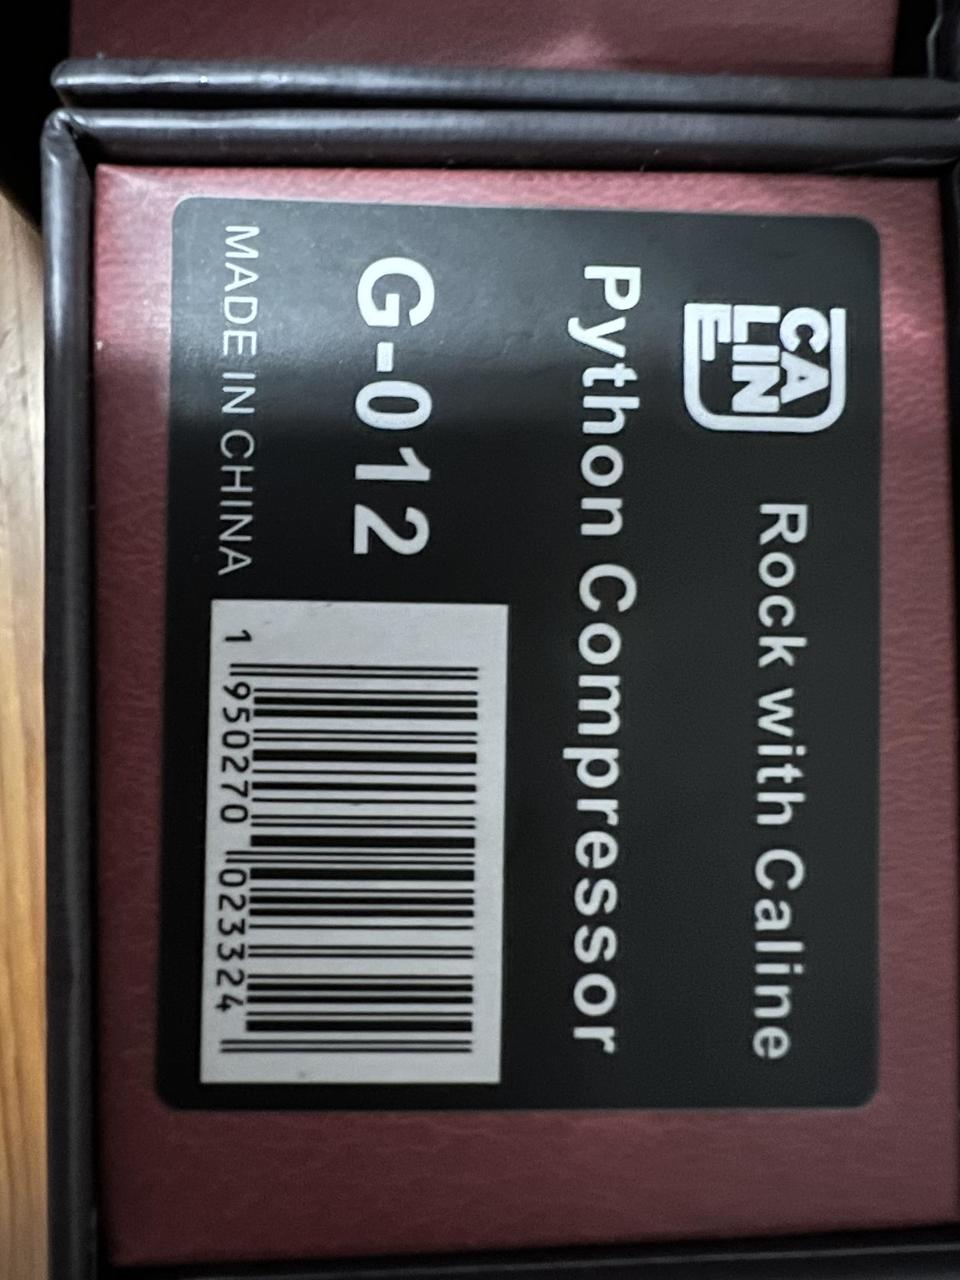 CA
LIN
E
Rock with Caline
Python Compressor
G-012
MADE IN CHINA
1 950270 023324